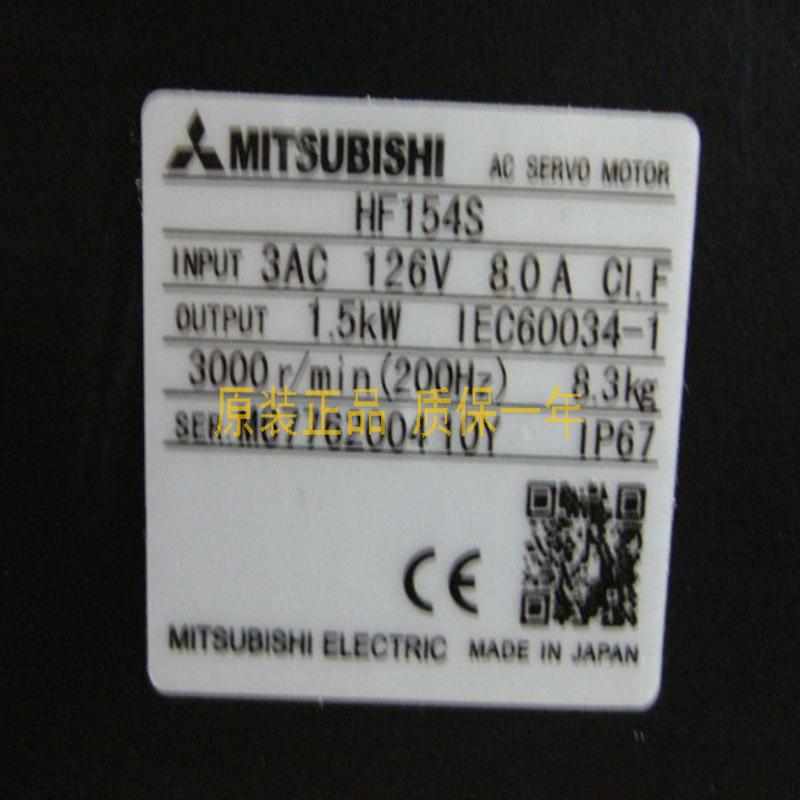 MITSUBISHI AC SERVO MOTOR
HF154S
INPUT 3AC 126V 8.0A CI.F
OUTPUT 1.5kW IEC60034-1
3000r/min(200Hz) 8.3kg
原装正品 质保一年
IP67
CE
MITSUBISHI ELECTRIC MADE IN JAPAN